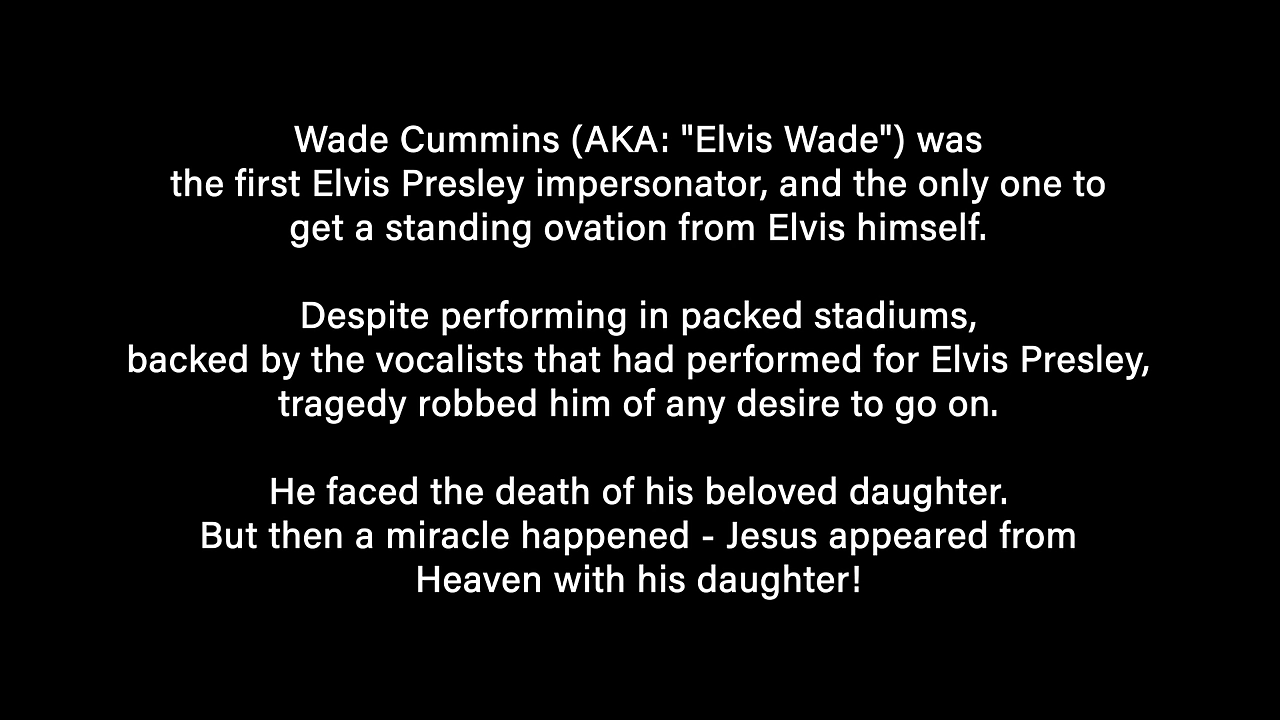 Wade Cummins (AKA: "Elvis Wade") was
the first Elvis Presley impersonator, and the only one to
get a standing ovation from Elvis himself.
Despite performing in packed stadiums,
backed by the vocalists that had performed for Elvis Presley,
tragedy robbed him of any desire to go on.
He faced the death of his beloved daughter.
But then a miracle happened - Jesus appeared from
Heaven with his daughter!